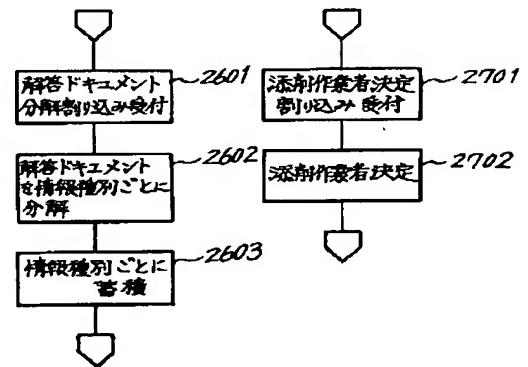 解答ドキュメント
分解割り込み受付
2601
解答ドキュメント
を情報種別ごとに
分解
2602
情報種別ごとに
蓄積
2603
添削作業者決定
割り込み受付
2701
添削作業者決定
2702